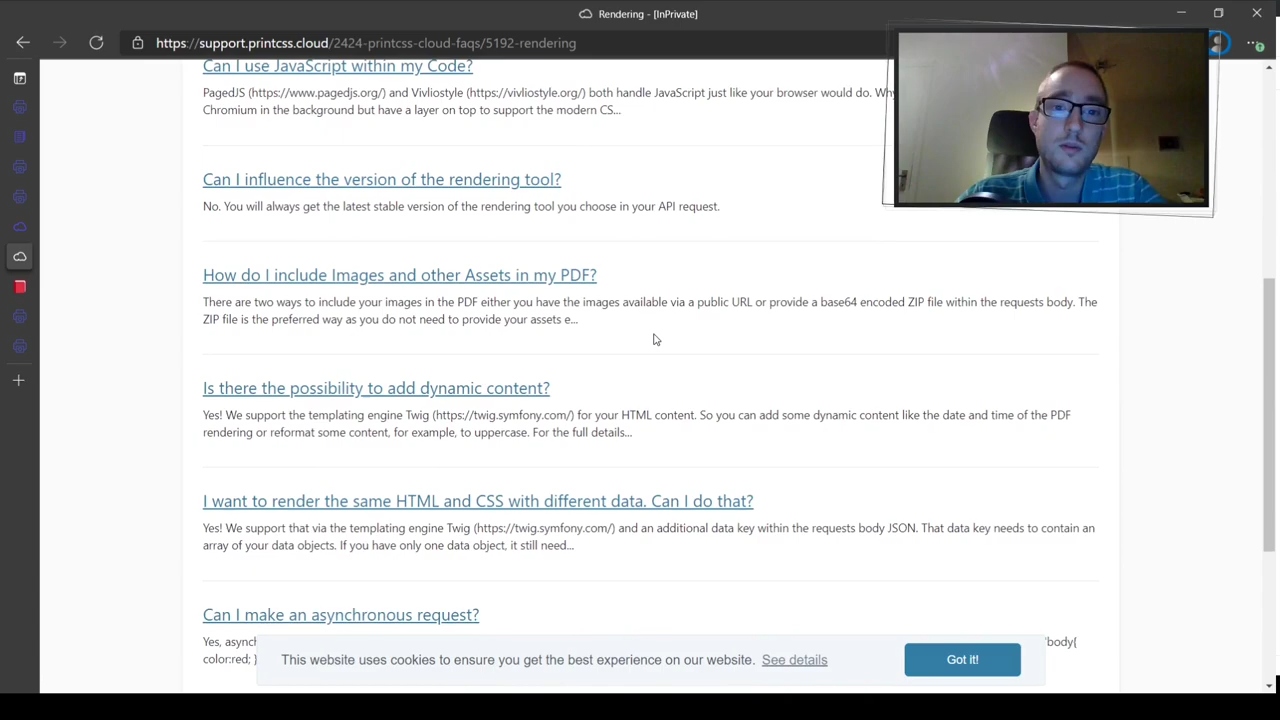 Rendering - [InPrivate]
https://support.printcss.cloud/2424-printcss-cloud-faqs/5192-rendering
Can I use JavaScript within my Code?
PagedJS (https://www.pagedjs.org/) and Vivliostyle (https://vivliostyle.org/) both handle JavaScript just like your browser would do. Why
Chromium in the background but have a layer on top to support the modern CS...
Can I influence the version of the rendering tool?
No. You will always get the latest stable version of the rendering tool you choose in your API request.
How do I include Images and other Assets in my PDF?
There are two ways to include your images in the PDF either you have the images available via a public URL or provide a base64 encoded ZIP file within the requests body. The
ZIP file is the preferred way as you do not need to provide your assets e...
Is there the possibility to add dynamic content?
Yes! We support the templating engine Twig (https://twig.symfony.com/) for your HTML content. So you can add some dynamic content like the date and time of the PDF
rendering or reformat some content, for example, to uppercase. For the full details...
I want to render the same HTML and CSS with different data. Can I do that?
Yes! We support that via the templating engine Twig (https://twig.symfony.com/) and an additional data key within the requests body JSON. That data key needs to contain an
array of your data objects. If you have only one data object, it still need...
Can I make an asynchronous request?
Yes, asynch 'body{
color:red; }
This website uses cookies to ensure you get the best experience on our website. See details
Got it!